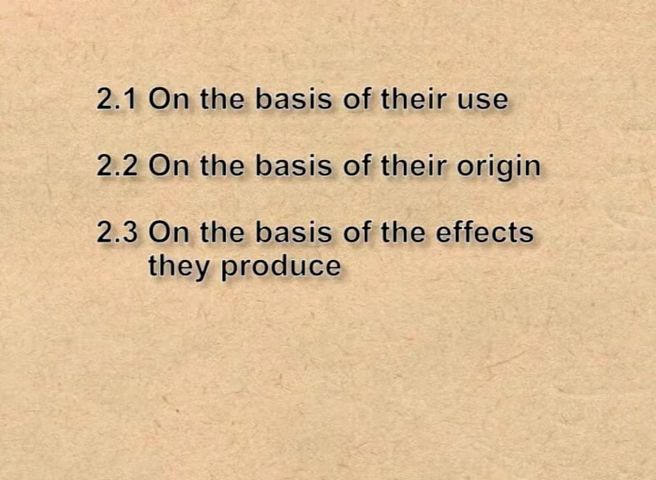 2.1 On the basis of their use
2.2 On the basis of their origin
2.3 On the basis of the effects
they produce